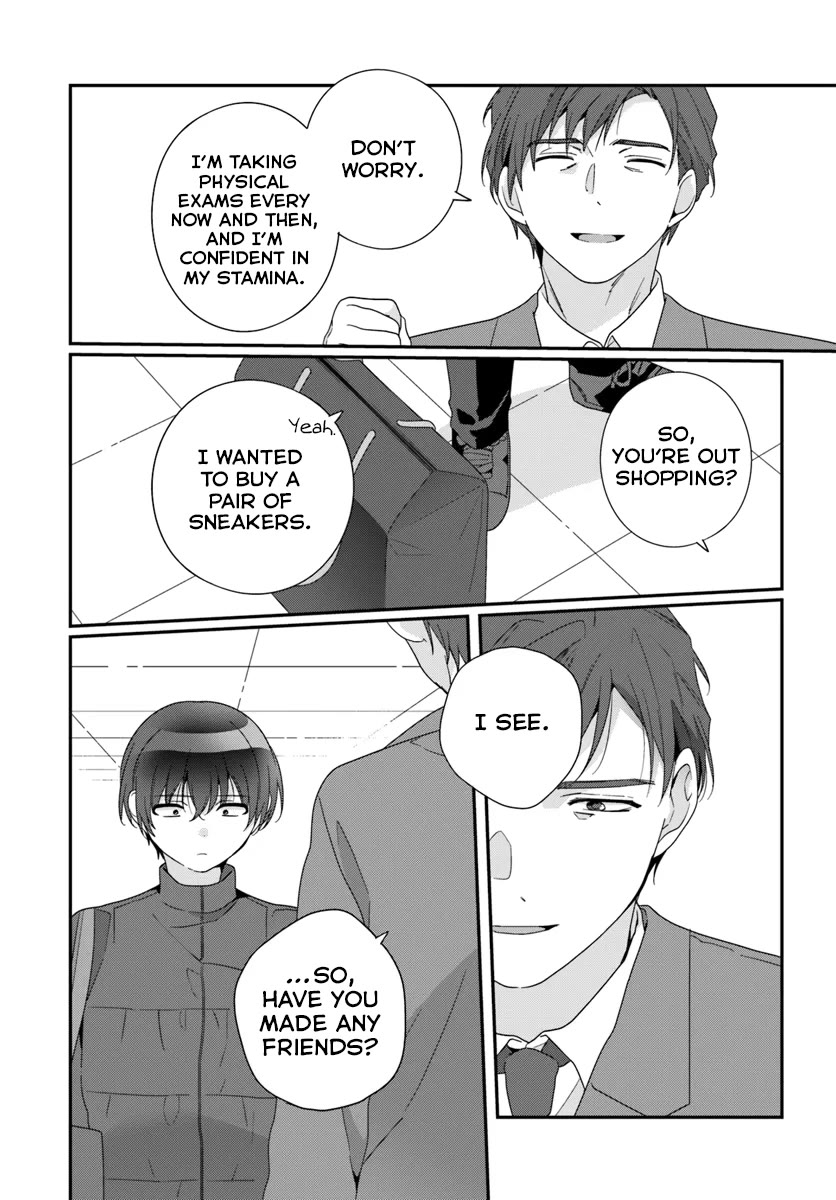 DON'T
WORRY.
I'M TAKING
PHYSICAL
EXAMS EVERY
NOW AND THEN,
AND I'M
CONFIDENT IN
MY STAMINA.
SO,
YOU'RE OUT
SHOPPING?
Yeah.
I WANTED
TO BUY A
PAIR OF
SNEAKERS.
I SEE.
...SO,
HAVE YOU
MADE ANY
FRIENDS?